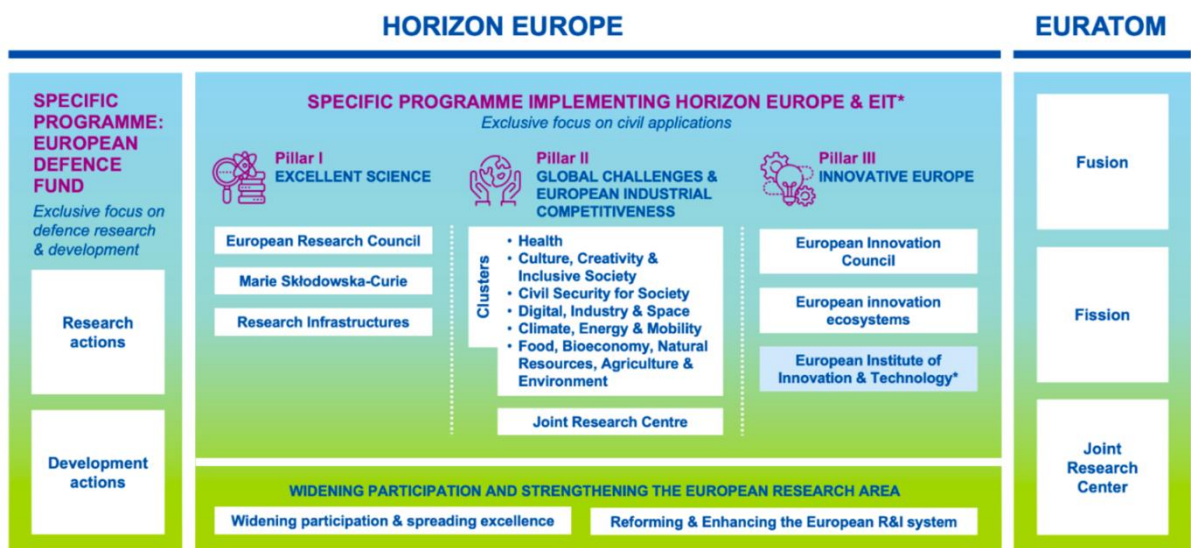 HORIZON EUROPE
EURATOM
SPECIFIC
PROGRAMME:
EUROPEAN
DEFENCE
FUND
Exclusive focus on
defence research
& development
Research
actions
Development
actions
SPECIFIC PROGRAMME IMPLEMENTING HORIZON EUROPE & EIT*
Exclusive focus on civil applications
Pillar I
EXCELLENT SCIENCE
European Research Council
Marie Skłodowska-Curie
Research Infrastructures
Pillar II
GLOBAL CHALLENGES &
EUROPEAN INDUSTRIAL
COMPETITIVENESS
Clusters
• Health
• Culture, Creativity &
Inclusive Society
• Civil Security for Society
• Digital, Industry & Space
• Climate, Energy & Mobility
• Food, Bioeconomy, Natural
Resources, Agriculture &
Environment
Joint Research Centre
Pillar III
INNOVATIVE EUROPE
European Innovation
Council
European innovation
ecosystems
European Institute of
Innovation & Technology*
WIDENING PARTICIPATION AND STRENGTHENING THE EUROPEAN RESEARCH AREA
Widening participation & spreading excellence
Reforming & Enhancing the European R&I system
Fusion
Fission
Joint
Research
Center